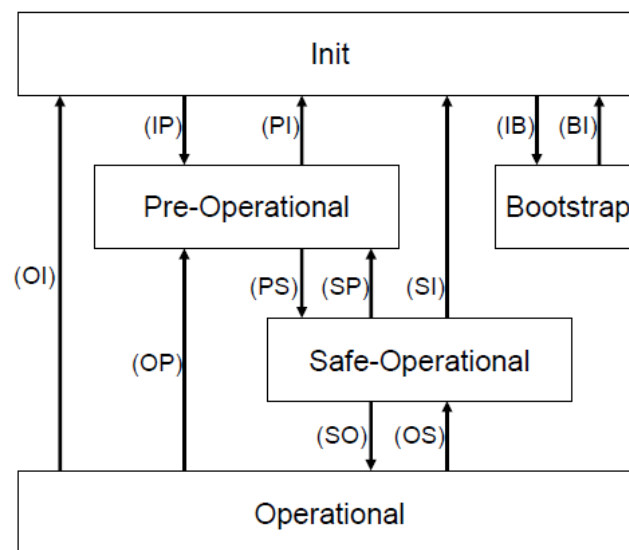 Init
(IP)
(PI)
(IB)
(BI)
Pre-Operational
Bootstrap
(OI)
(PS)
(SP)
(SI)
(OP)
Safe-Operational
(SO)
(OS)
Operational